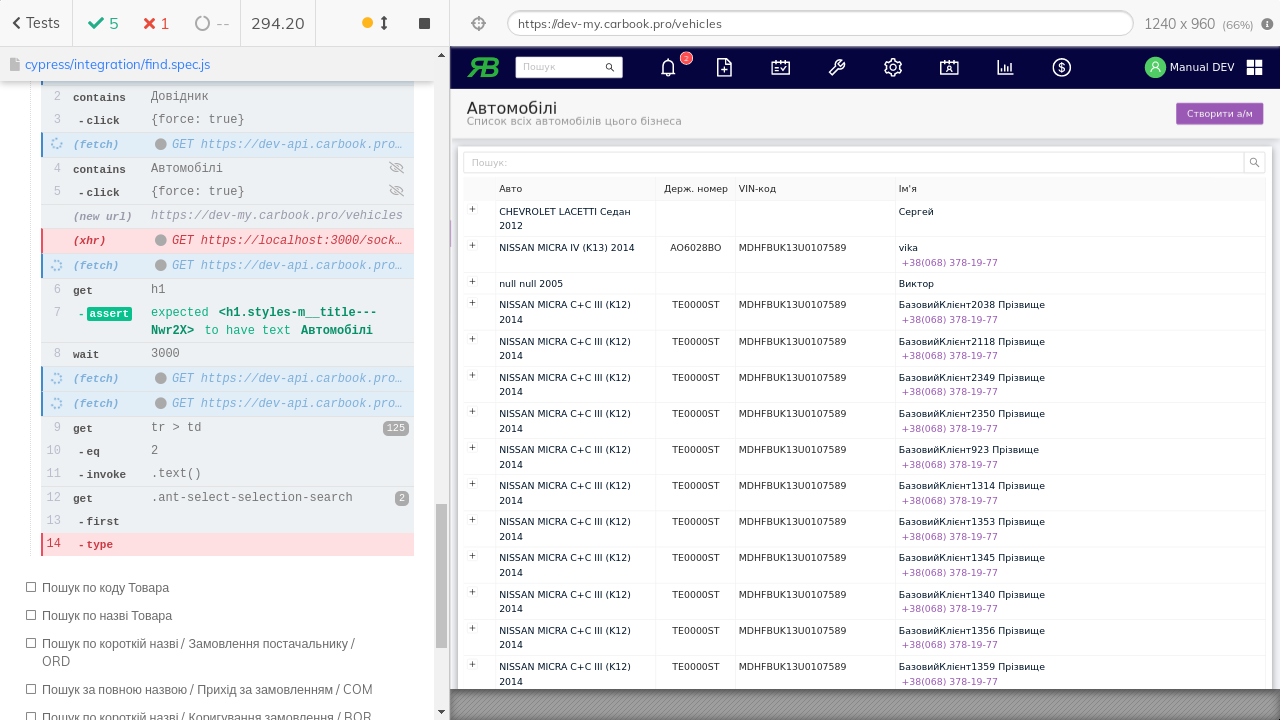 Tests
5
1
--
294.20
https://dev-my.carbook.pro/vehicles
1240 x 960 (66%)
cypress/integration/find.spec.js
2 contains Довідник
3 - click {force: true}
(fetch) GET https://dev-api.carbook.pro…
4 contains Автомобілі
5 - click {force: true}
(new url) https://dev-my.carbook.pro/vehicles
(xhr) GET https://localhost:3000/sock…
(fetch) GET https://dev-api.carbook.pro…
6 get h1
7 - assert expected <h1.styles-m__title---
Nwr2X> to have text Автомобілі
8 wait 3000
(fetch) GET https://dev-api.carbook.pro…
(fetch) GET https://dev-api.carbook.pro…
9 get tr > td 125
10 - eq 2
11 - invoke .text()
12 get .ant-select-selection-search 2
13 - first
14 - type
Пошук по коду Товара
Пошук по назві Товара
Пошук по короткій назві / Замовлення постачальнику /
ORD
Пошук за повною назвою / Прихід за замовленням / COM
Пошук по короткій назві / Коригування замовлення / BOR
Пошук
2
Manual DEV
Автомобілі
Список всіх автомобілів цього бізнеса
Створити а/м
Пошук:
Авто Держ. номер VIN-код Ім'я
+ CHEVROLET LACETTI Седан Сергей
2012
+ NISSAN MICRA IV (K13) 2014 AO6028BO MDHFBUK13U0107589 vika
+38(068) 378-19-77
+ null null 2005 Виктор
+ NISSAN MICRA C+C III (K12) TE0000ST MDHFBUK13U0107589 БазовийКлієнт2038 Прізвище
2014 +38(068) 378-19-77
+ NISSAN MICRA C+C III (K12) TE0000ST MDHFBUK13U0107589 БазовийКлієнт2118 Прізвище
2014 +38(068) 378-19-77
+ NISSAN MICRA C+C III (K12) TE0000ST MDHFBUK13U0107589 БазовийКлієнт2349 Прізвище
2014 +38(068) 378-19-77
+ NISSAN MICRA C+C III (K12) TE0000ST MDHFBUK13U0107589 БазовийКлієнт2350 Прізвище
2014 +38(068) 378-19-77
+ NISSAN MICRA C+C III (K12) TE0000ST MDHFBUK13U0107589 БазовийКлієнт923 Прізвище
2014 +38(068) 378-19-77
+ NISSAN MICRA C+C III (K12) TE0000ST MDHFBUK13U0107589 БазовийКлієнт1314 Прізвище
2014 +38(068) 378-19-77
+ NISSAN MICRA C+C III (K12) TE0000ST MDHFBUK13U0107589 БазовийКлієнт1353 Прізвище
2014 +38(068) 378-19-77
+ NISSAN MICRA C+C III (K12) TE0000ST MDHFBUK13U0107589 БазовийКлієнт1345 Прізвище
2014 +38(068) 378-19-77
+ NISSAN MICRA C+C III (K12) TE0000ST MDHFBUK13U0107589 БазовийКлієнт1340 Прізвище
2014 +38(068) 378-19-77
+ NISSAN MICRA C+C III (K12) TE0000ST MDHFBUK13U0107589 БазовийКлієнт1356 Прізвище
2014 +38(068) 378-19-77
+ NISSAN MICRA C+C III (K12) TE0000ST MDHFBUK13U0107589 БазовийКлієнт1359 Прізвище
2014 +38(068) 378-19-77